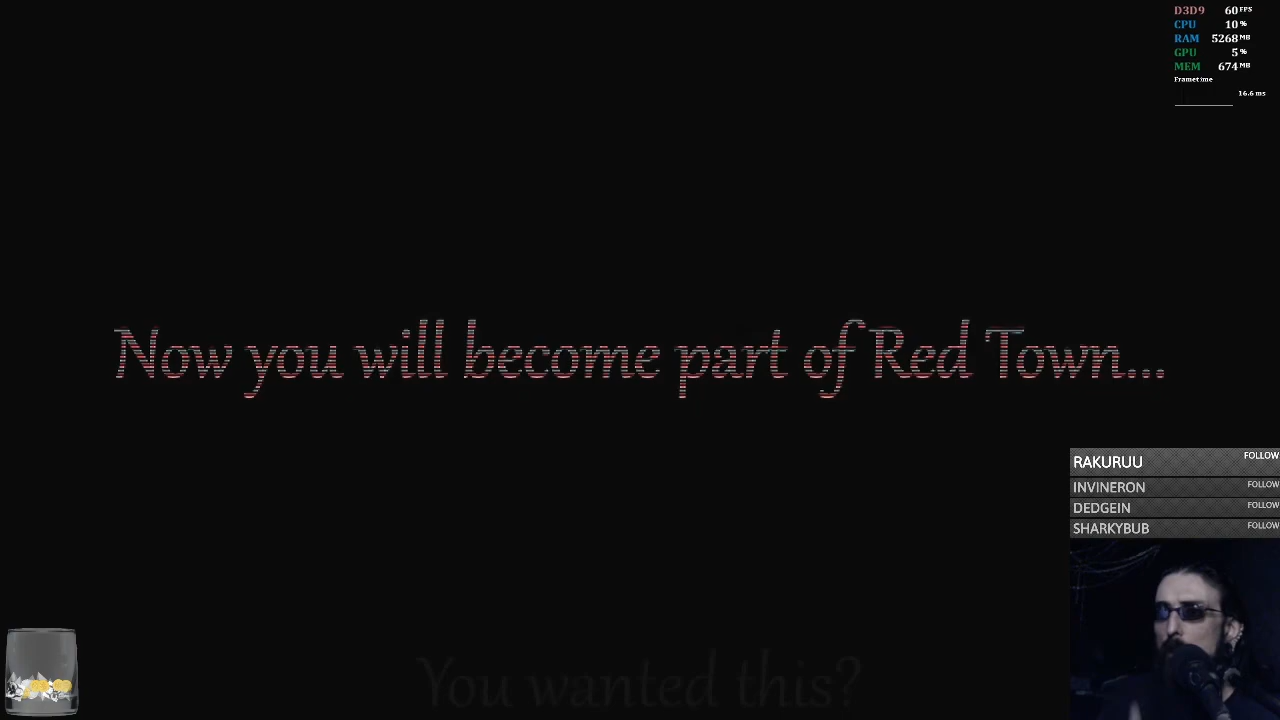 D3D9 60 FPS
CPU 10 %
RAM 5268 MB
GPU 5 %
MEM 674 MB
Frametime
16.6 ms
Now you will become part of Red Town...
RAKURUU FOLLOW
INVINERON FOLLOW
DEDGEIN FOLLOW
SHARKYBUB FOLLOW
You wanted this?